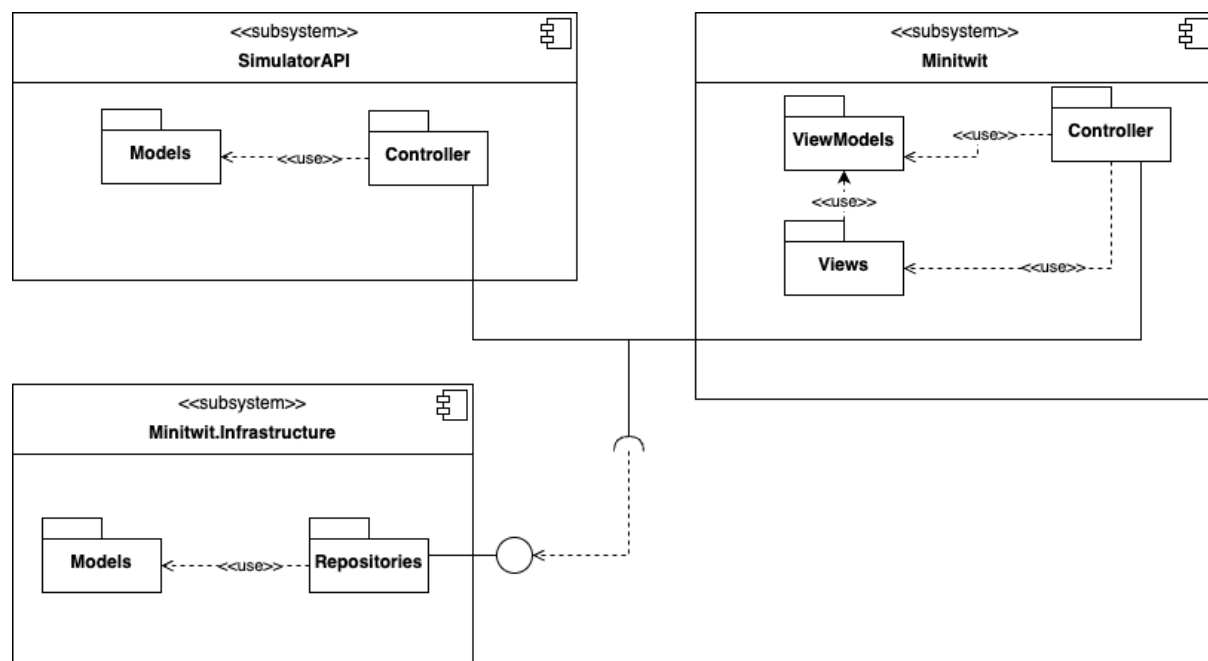 <<subsystem>>
SimulatorAPI
Models
<<use>>
Controller
<<subsystem>>
Minitwit
ViewModels
<<use>>
Controller
<<use>>
Views
<<use>>
<<subsystem>>
Minitwit.Infrastructure
Models
<<use>>
Repositories